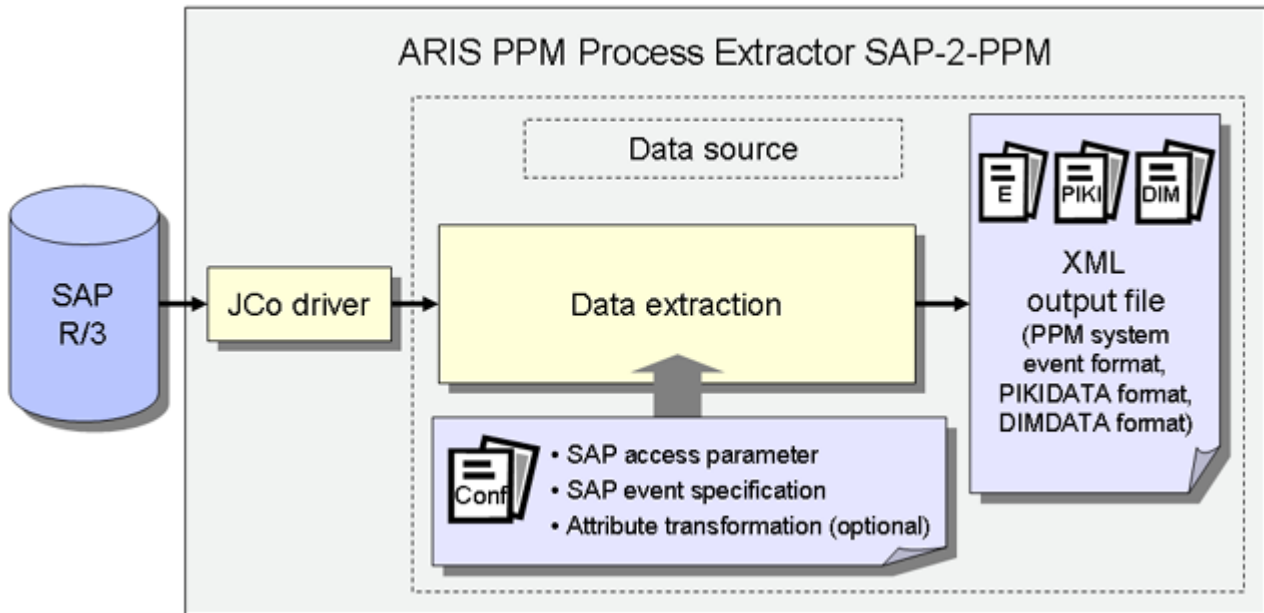 ARIS PPM Process Extractor SAP-2-PPM
Data source
SAP
R/3
JCo driver
Data extraction
E
PIKI
DIM
XML
output file
(PPM system
event format,
PIKIDATA format,
DIMDATA format)
Conf
• SAP access parameter
• SAP event specification
• Attribute transformation (optional)